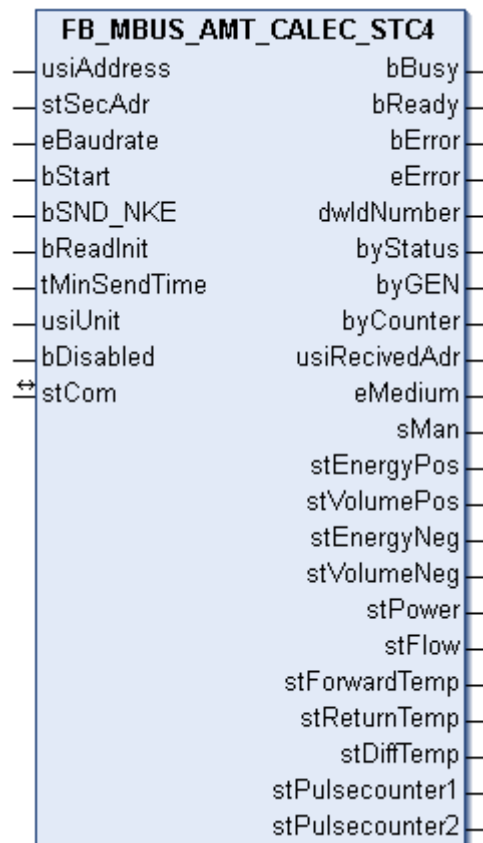 FB_MBUS_AMT_CALEC_STC4
usiAddress bBusy
stSecAdr bReady
eBaudrate bError
bStart eError
bSND_NKE dwIdNumber
bReadInit byStatus
tMinSendTime byGEN
usiUnit byCounter
bDisabled usiRecivedAdr
stCom eMedium
sMan
stEnergyPos
stVolumePos
stEnergyNeg
stVolumeNeg
stPower
stFlow
stForwardTemp
stReturnTemp
stDiffTemp
stPulsecounter1
stPulsecounter2